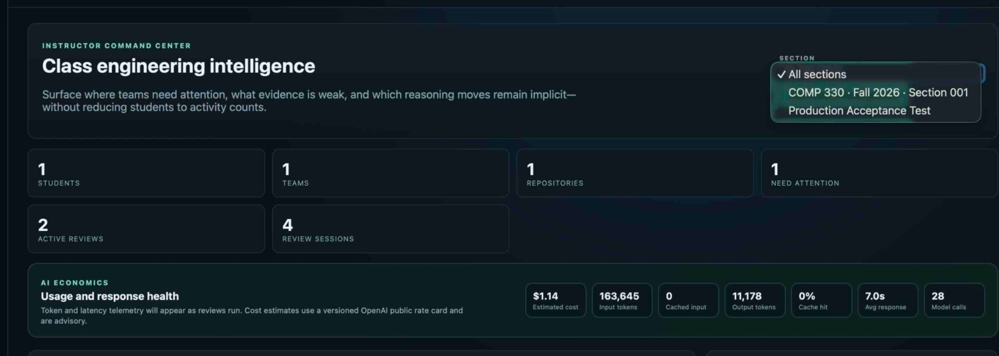 INSTRUCTOR COMMAND CENTER
Class engineering intelligence
Surface where teams need attention, what evidence is weak, and which reasoning moves remain implicit—
without reducing students to activity counts.
SECTION
✓ All sections
COMP 330 · Fall 2026 · Section 001
Production Acceptance Test
1
STUDENTS
1
TEAMS
1
REPOSITORIES
1
NEED ATTENTION
2
ACTIVE REVIEWS
4
REVIEW SESSIONS
AI ECONOMICS
Usage and response health
Token and latency telemetry will appear as reviews run. Cost estimates use a versioned OpenAI public rate card and
are advisory.
$1.14
Estimated cost
163,645
Input tokens
0
Cached input
11,178
Output tokens
0%
Cache hit
7.0s
Avg response
28
Model calls